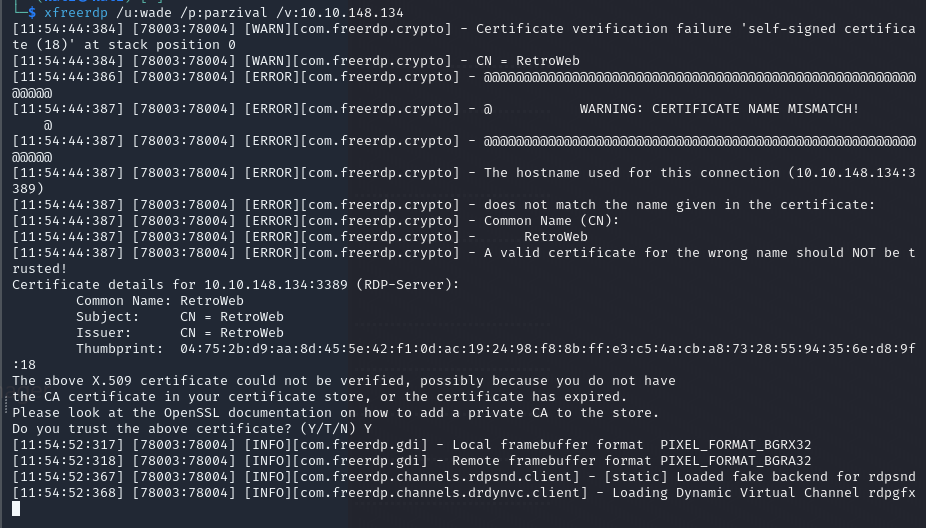 └─$ xfreerdp /u:wade /p:parzival /v:10.10.148.134
[11:54:44:384] [78003:78004] [WARN][com.freerdp.crypto] - Certificate verification failure 'self-signed certifica
te (18)' at stack position 0
[11:54:44:384] [78003:78004] [WARN][com.freerdp.crypto] - CN = RetroWeb
[11:54:44:386] [78003:78004] [ERROR][com.freerdp.crypto] - @@@@@@@@@@@@@@@@@@@@@@@@@@@@@@@@@@@@@@@@@@@@@@@@@@@@@@
@@@@@
[11:54:44:387] [78003:78004] [ERROR][com.freerdp.crypto] - @           WARNING: CERTIFICATE NAME MISMATCH!
    @
[11:54:44:387] [78003:78004] [ERROR][com.freerdp.crypto] - @@@@@@@@@@@@@@@@@@@@@@@@@@@@@@@@@@@@@@@@@@@@@@@@@@@@@@
@@@@@
[11:54:44:387] [78003:78004] [ERROR][com.freerdp.crypto] - The hostname used for this connection (10.10.148.134:3
389)
[11:54:44:387] [78003:78004] [ERROR][com.freerdp.crypto] - does not match the name given in the certificate:
[11:54:44:387] [78003:78004] [ERROR][com.freerdp.crypto] - Common Name (CN):
[11:54:44:387] [78003:78004] [ERROR][com.freerdp.crypto] -      RetroWeb
[11:54:44:387] [78003:78004] [ERROR][com.freerdp.crypto] - A valid certificate for the wrong name should NOT be t
rusted!
Certificate details for 10.10.148.134:3389 (RDP-Server):
        Common Name: RetroWeb
        Subject:     CN = RetroWeb
        Issuer:      CN = RetroWeb
        Thumbprint:  04:75:2b:d9:aa:8d:45:5e:42:f1:0d:ac:19:24:98:f8:8b:ff:e3:c5:4a:cb:a8:73:28:55:94:35:6e:d8:9f
:18
The above X.509 certificate could not be verified, possibly because you do not have
the CA certificate in your certificate store, or the certificate has expired.
Please look at the OpenSSL documentation on how to add a private CA to the store.
Do you trust the above certificate? (Y/T/N) Y
[11:54:52:317] [78003:78004] [INFO][com.freerdp.gdi] - Local framebuffer format  PIXEL_FORMAT_BGRX32
[11:54:52:318] [78003:78004] [INFO][com.freerdp.gdi] - Remote framebuffer format PIXEL_FORMAT_BGRA32
[11:54:52:367] [78003:78004] [INFO][com.freerdp.channels.rdpsnd.client] - [static] Loaded fake backend for rdpsnd
[11:54:52:368] [78003:78004] [INFO][com.freerdp.channels.drdynvc.client] - Loading Dynamic Virtual Channel rdpgfx